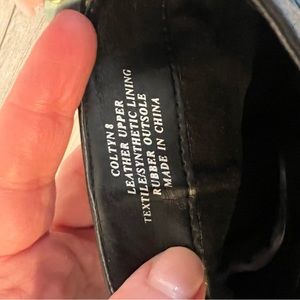 COLTYN 8
LEATHER UPPER
TEXTILE/SYNTHETIC LINING
RUBBER OUTSOLE
MADE IN CHINA